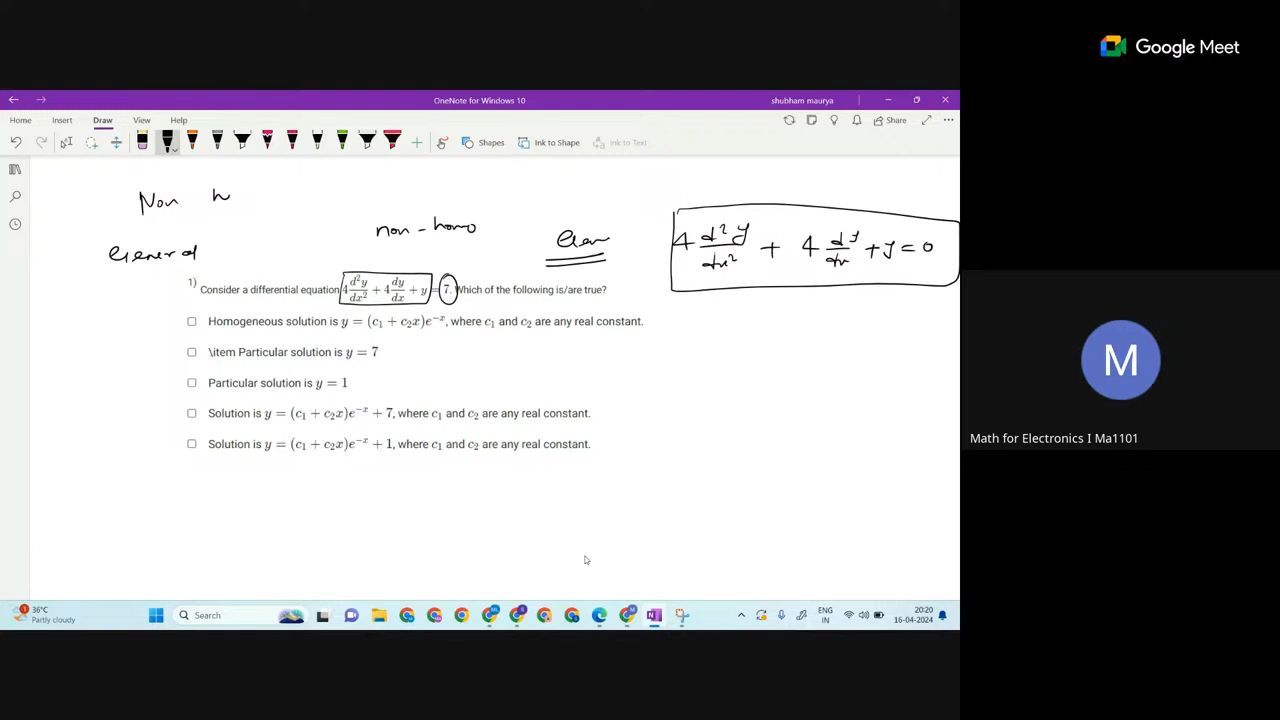 Google Meet
OneNote for Windows 10
shubham maurya
Home Insert Draw View Help
Share
Shapes
Ink to Shape
Ink to Text
Non h
General
non - homo
4 d²y/dx² + 4 dy/dx + y = 0
1) Consider a differential equation 4 d²y/dx² + 4 dy/dx + y = 7. Which of the following is/are true?
Homogeneous solution is y = (c₁ + c₂x)e⁻ˣ, where c₁ and c₂ are any real constant.
\item Particular solution is y = 7
Particular solution is y = 1
Solution is y = (c₁ + c₂x)e⁻ˣ + 7, where c₁ and c₂ are any real constant.
Solution is y = (c₁ + c₂x)e⁻ˣ + 1, where c₁ and c₂ are any real constant.
M
Math for Electronics I Ma1101
1
36°C
Partly cloudy
Search
ENG
IN
20:20
16-04-2024